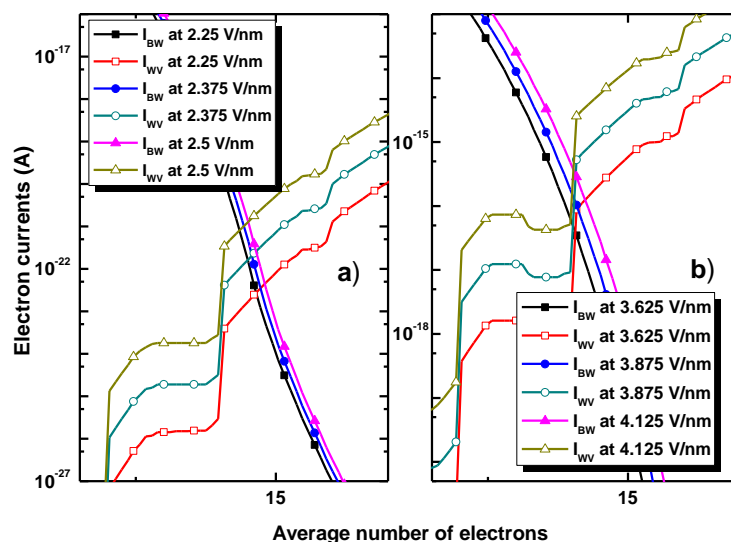 10⁻¹⁷
10⁻²²
10⁻²⁷
Electron currents (A)
I_BW at 2.25 V/nm
I_WV at 2.25 V/nm
I_BW at 2.375 V/nm
I_WV at 2.375 V/nm
I_BW at 2.5 V/nm
I_WV at 2.5 V/nm
a)
15
10⁻¹⁵
10⁻¹⁸
b)
I_BW at 3.625 V/nm
I_WV at 3.625 V/nm
I_BW at 3.875 V/nm
I_WV at 3.875 V/nm
I_BW at 4.125 V/nm
I_WV at 4.125 V/nm
15
Average number of electrons